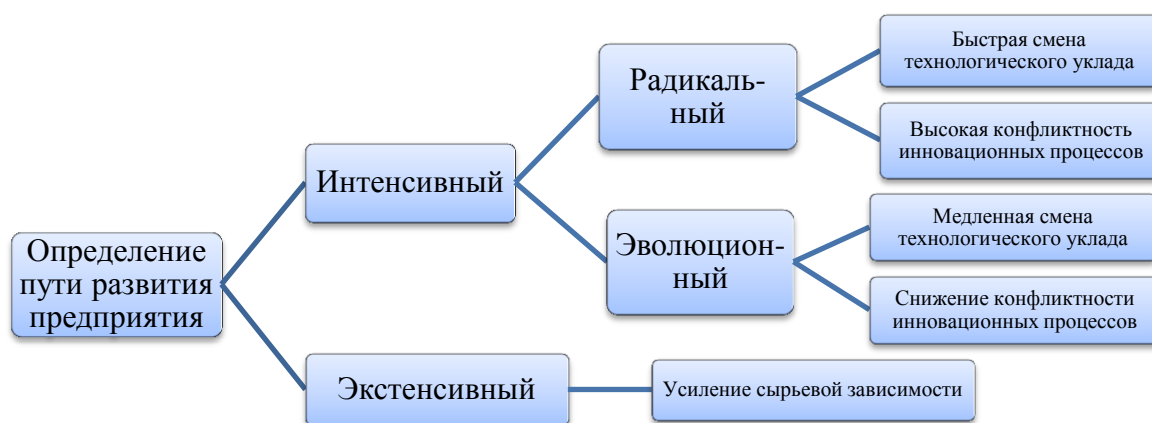 Быстрая смена
технологического уклада
Радикаль-
ный
Высокая конфликтность
инновационных процессов
Интенсивный
Медленная смена
технологического уклада
Эволюцион-
ный
Определение
пути развития
предприятия
Снижение конфликтности
инновационных процессов
Экстенсивный
Усиление сырьевой зависимости